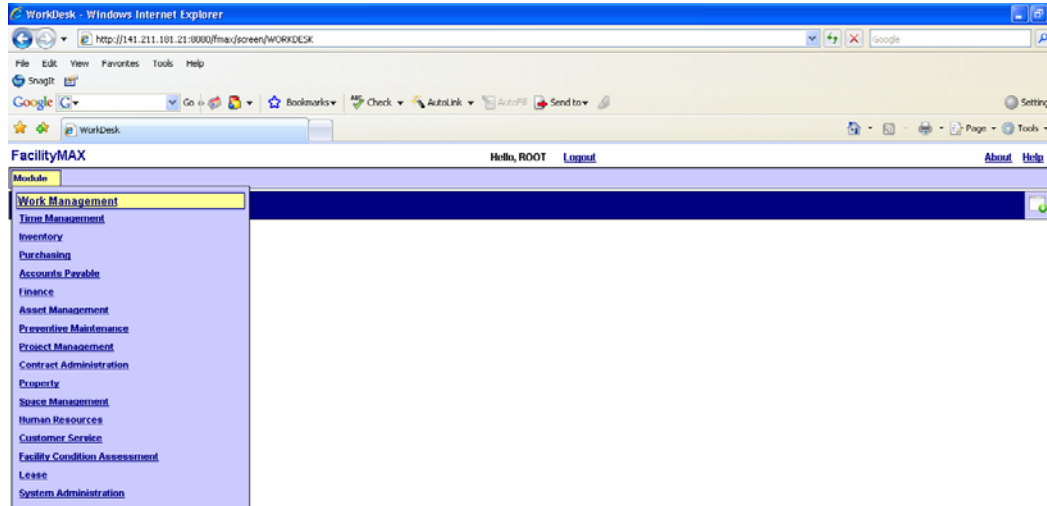 WorkDesk - Windows Internet Explorer
http://141.211.181.21:8080/fmax/screen/WORKDESK
Google
File Edit View Favorites Tools Help
SnagIt
Google G Go Bookmarks Check AutoLink AutoFill Send to Setting
WorkDesk Page Tools
FacilityMAX Hello, ROOT Logout About Help
Module
Work Management
Time Management
Inventory
Purchasing
Accounts Payable
Finance
Asset Management
Preventive Maintenance
Project Management
Contract Administration
Property
Space Management
Human Resources
Customer Service
Facility Condition Assessment
Lease
System Administration